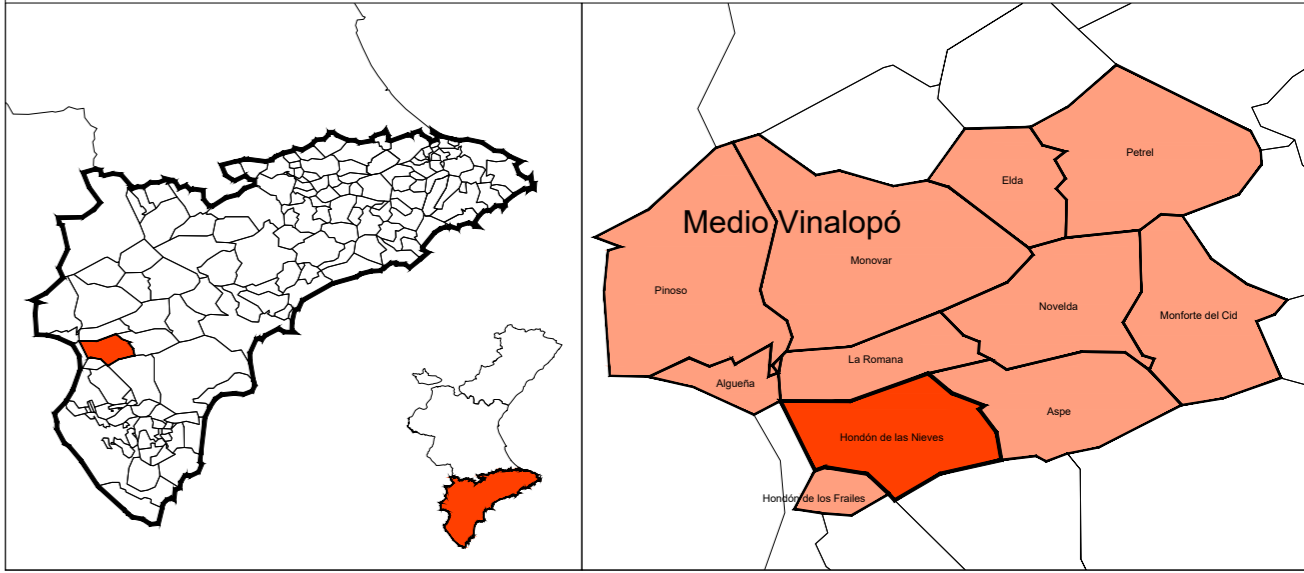 Petrel
Elda
Medio Vinalopó
Monovar
Pinoso
Novelda
Monforte del Cid
La Romana
Algueña
Aspe
Hondón de las Nieves
Hondón de los Frailes